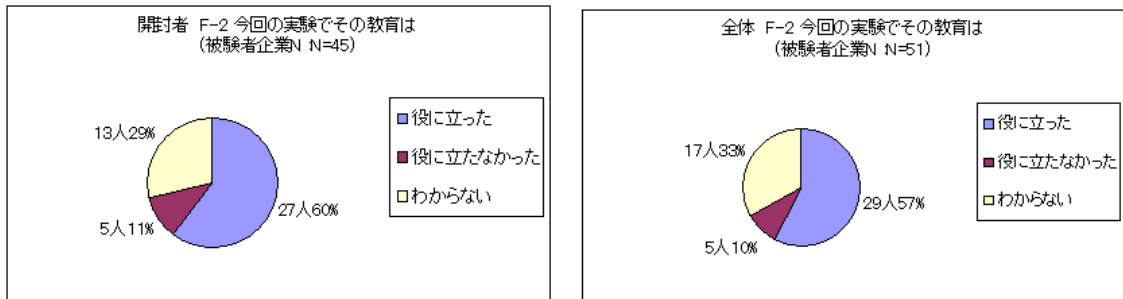 開封者 F-2 今回の実験でその教育は
(被験者企業N N=45)
13人29%
5人11%
27人60%
役に立った
役に立たなかった
わからない
全体 F-2 今回の実験でその教育は
(被験者企業N N=51)
17人33%
5人10%
29人57%
役に立った
役に立たなかった
わからない